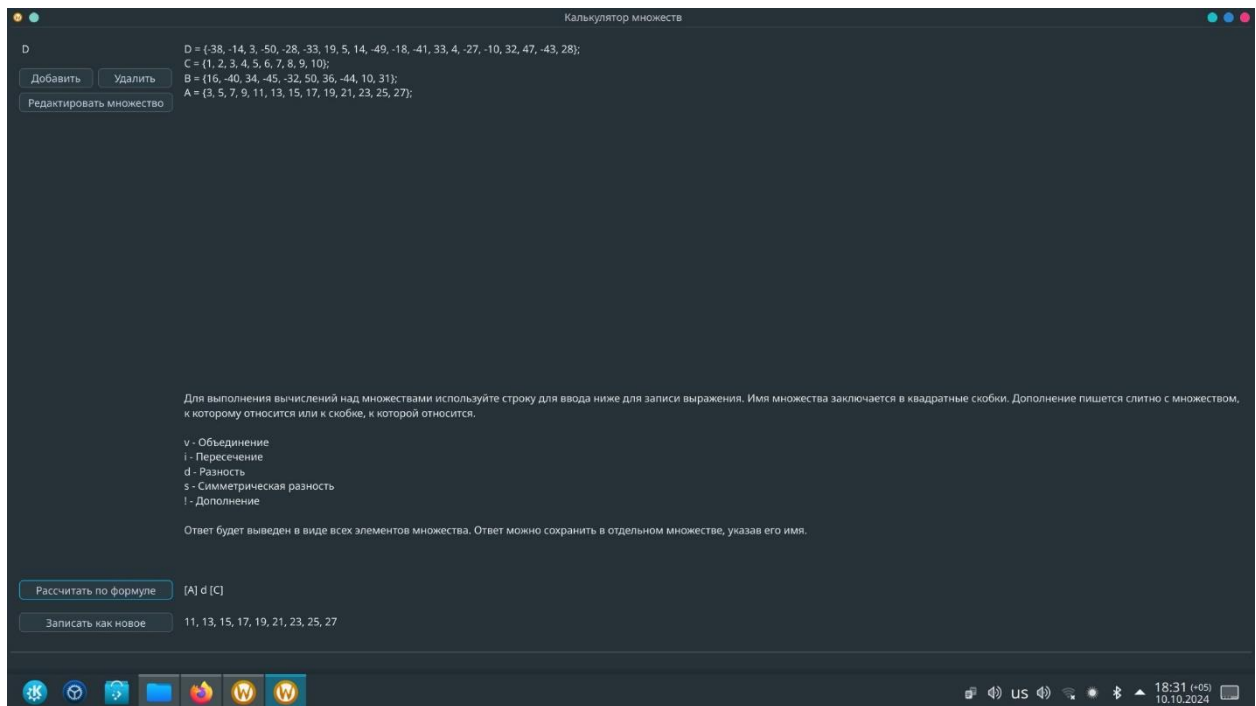 Калькулятор множеств
D
Добавить
Удалить
Редактировать множество
D = {-38, -14, 3, -50, -28, -33, 19, 5, 14, -49, -18, -41, 33, 4, -27, -10, 32, 47, -43, 28};
C = {1, 2, 3, 4, 5, 6, 7, 8, 9, 10};
B = {16, -40, 34, -45, -32, 50, 36, -44, 10, 31};
A = {3, 5, 7, 9, 11, 13, 15, 17, 19, 21, 23, 25, 27};
Для выполнения вычислений над множествами используйте строку для ввода ниже для записи выражения. Имя множества заключается в квадратные скобки. Дополнение пишется слитно с множеством,
к которому относится или к скобке, к которой относится.
v - Объединение
i - Пересечение
d - Разность
s - Симметрическая разность
! - Дополнение
Ответ будет выведен в виде всех элементов множества. Ответ можно сохранить в отдельном множестве, указав его имя.
Рассчитать по формуле
[A] d [C]
Записать как новое
11, 13, 15, 17, 19, 21, 23, 25, 27
US
18:31 (+05)
10.10.2024